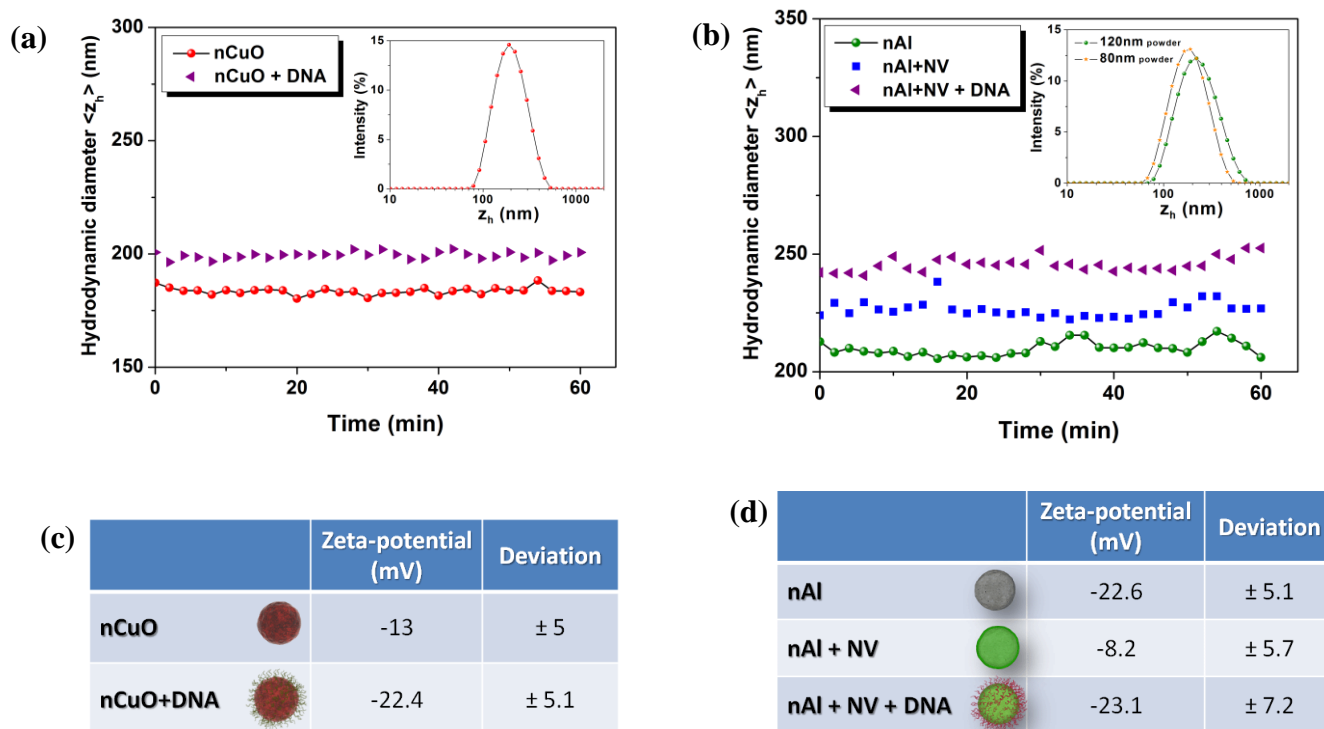 (a)
Hydrodynamic diameter <z_h> (nm)
300
250
200
150
nCuO
nCuO + DNA
Intensity (%)
15
10
5
0
10 100 1000
z_h (nm)
0 20 40 60
Time (min)
(b)
Hydrodynamic diameter <z_h> (nm)
350
300
250
200
nAl
nAl+NV
nAl+NV + DNA
Intensity (%)
15
10
5
0
120nm powder
80nm powder
10 100 1000
z_h (nm)
0 20 40 60
Time (min)
(c)
Zeta-potential (mV) Deviation
nCuO -13 ± 5
nCuO+DNA -22.4 ± 5.1
(d)
Zeta-potential (mV) Deviation
nAl -22.6 ± 5.1
nAl + NV -8.2 ± 5.7
nAl + NV + DNA -23.1 ± 7.2